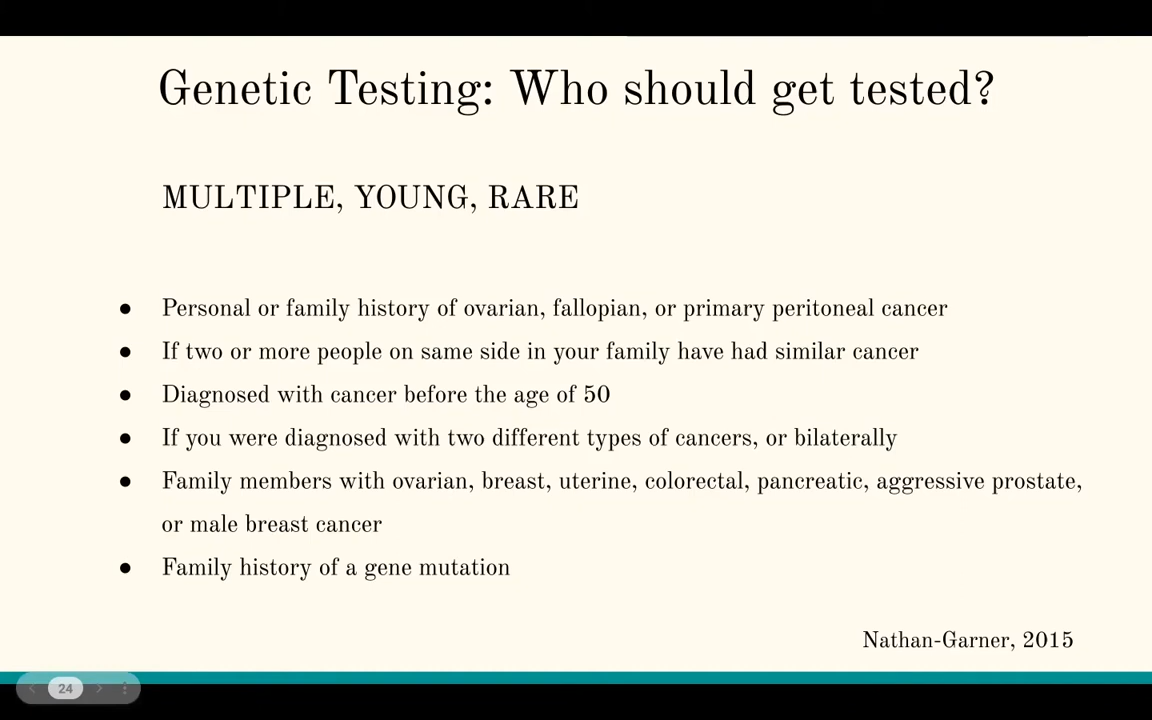 Genetic Testing: Who should get tested?
MULTIPLE, YOUNG, RARE
● Personal or family history of ovarian, fallopian, or primary peritoneal cancer
● If two or more people on same side in your family have had similar cancer
● Diagnosed with cancer before the age of 50
● If you were diagnosed with two different types of cancers, or bilaterally
● Family members with ovarian, breast, uterine, colorectal, pancreatic, aggressive prostate,
or male breast cancer
● Family history of a gene mutation
Nathan-Garner, 2015
24